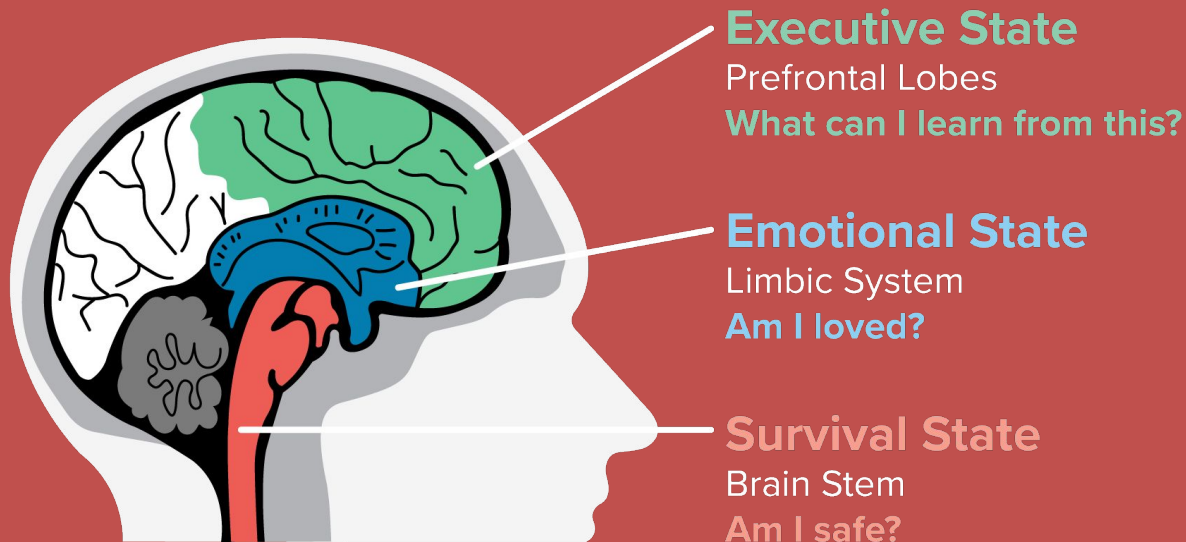 Executive State
Prefrontal Lobes
What can I learn from this?
Emotional State
Limbic System
Am I loved?
Survival State
Brain Stem
Am I safe?